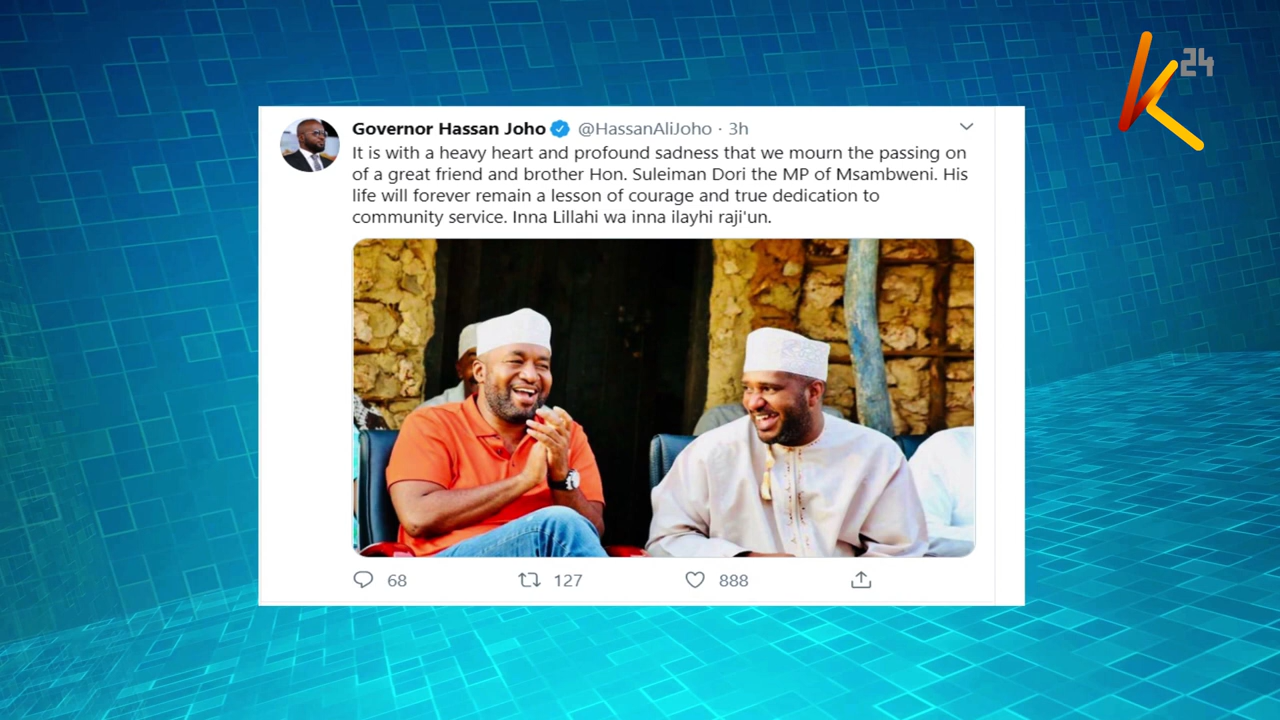 K24
Governor Hassan Joho @HassanAliJoho · 3h
It is with a heavy heart and profound sadness that we mourn the passing on
of a great friend and brother Hon. Suleiman Dori the MP of Msambweni. His
life will forever remain a lesson of courage and true dedication to
community service. Inna Lillahi wa inna ilayhi raji'un.
68 127 888